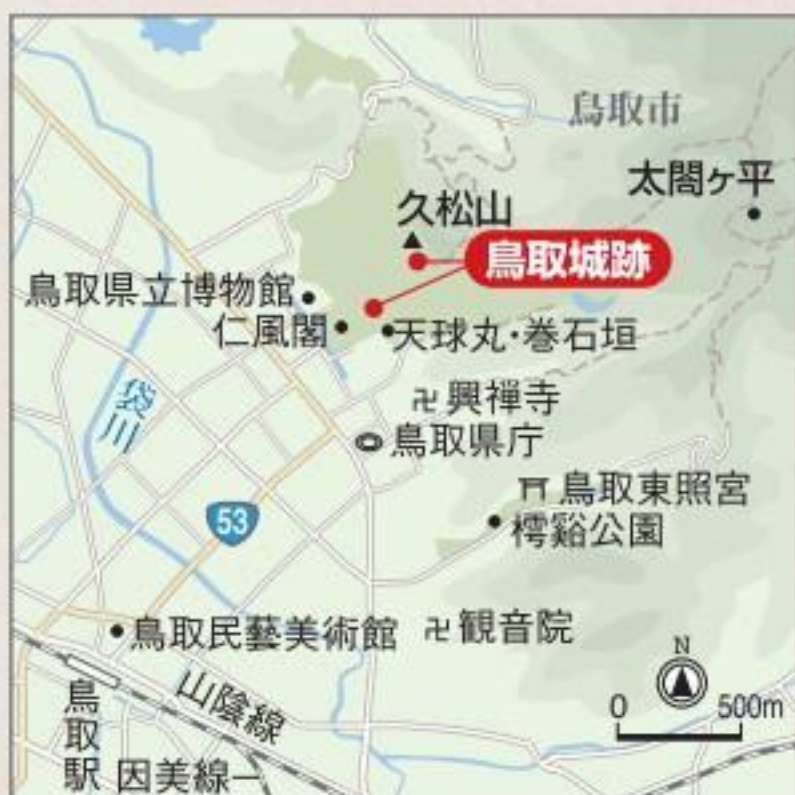 鳥取市
太閤ヶ平
久松山
鳥取城跡
鳥取県立博物館
仁風閣
天球丸・巻石垣
袋川
卍興禅寺
鳥取県庁
鳥取東照宮
樗谿公園
53
鳥取民藝美術館
卍観音院
N
0 500m
山陰線
鳥取駅
因美線